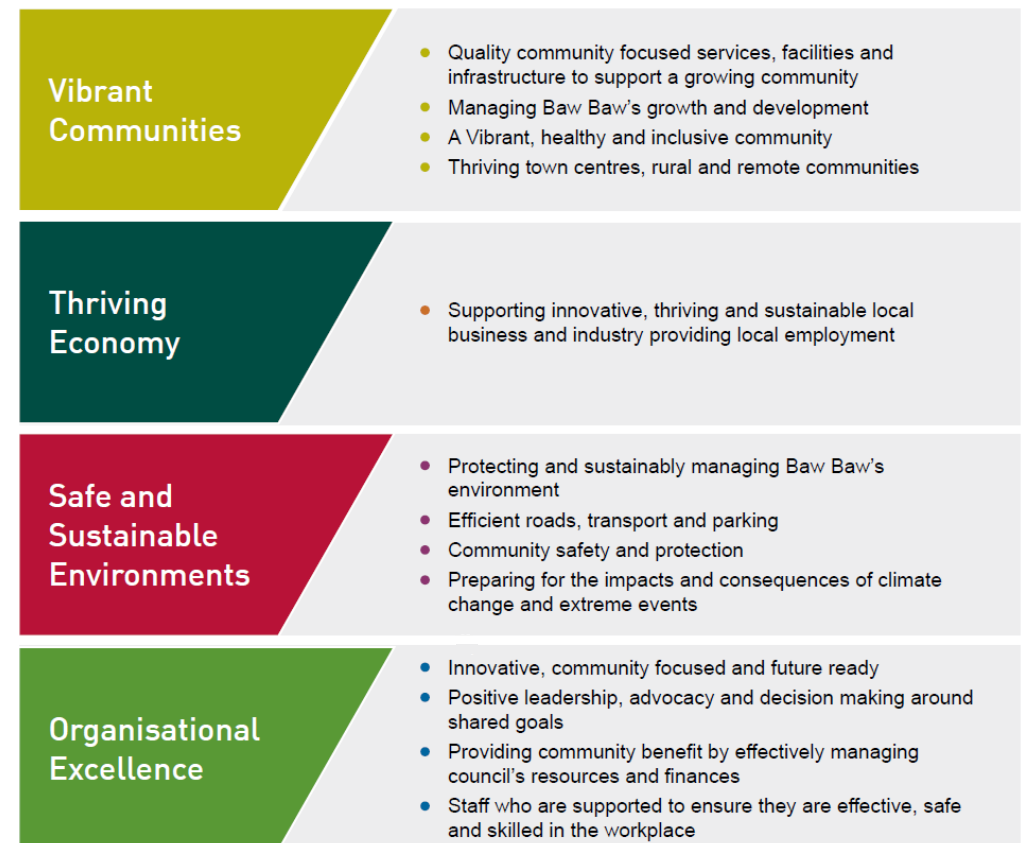 Vibrant
Communities
• Quality community focused services, facilities and
infrastructure to support a growing community
• Managing Baw Baw's growth and development
• A Vibrant, healthy and inclusive community
• Thriving town centres, rural and remote communities
Thriving
Economy
• Supporting innovative, thriving and sustainable local
business and industry providing local employment
Safe and
Sustainable
Environments
• Protecting and sustainably managing Baw Baw's
environment
• Efficient roads, transport and parking
• Community safety and protection
• Preparing for the impacts and consequences of climate
change and extreme events
Organisational
Excellence
• Innovative, community focused and future ready
• Positive leadership, advocacy and decision making around
shared goals
• Providing community benefit by effectively managing
council's resources and finances
• Staff who are supported to ensure they are effective, safe
and skilled in the workplace